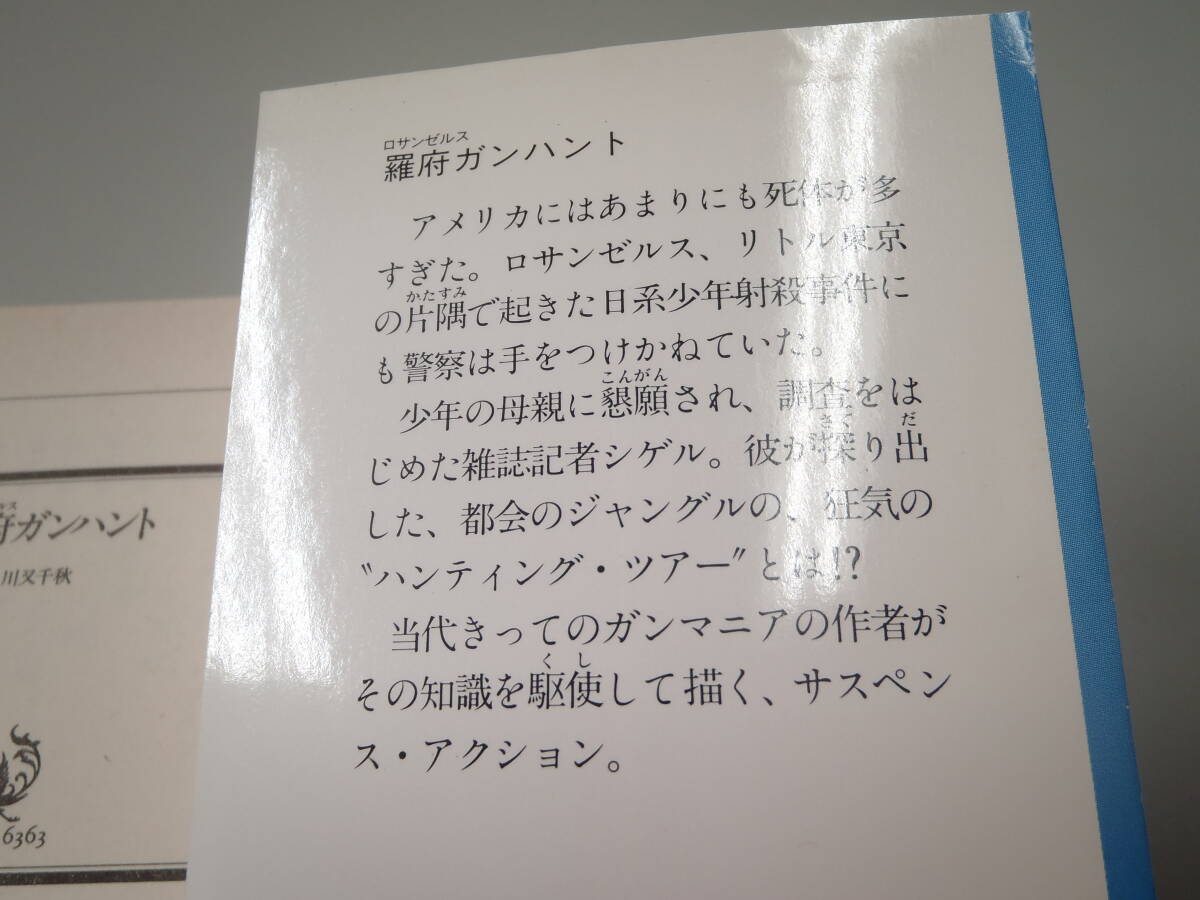 ロサンゼルス
羅府ガンハント
アメリカにはあまりにも死体が多
すぎた。ロサンゼルス、リトル東京
かたすみ
の片隅で起きた日系少年射殺事件に
も警察は手をつけかねていた。
こんがん
少年の母親に懇願され、調査をは
さぐ だ
じめた雑誌記者シゲル。彼が探り出
した、都会のジャングルの、狂気の
〝ハンティング・ツアー〟とは!?
当代きってのガンマニアの作者が
くし
その知識を駆使して描く、サスペン
ス・アクション。
ルス
府ガンハント
川又千秋
6363